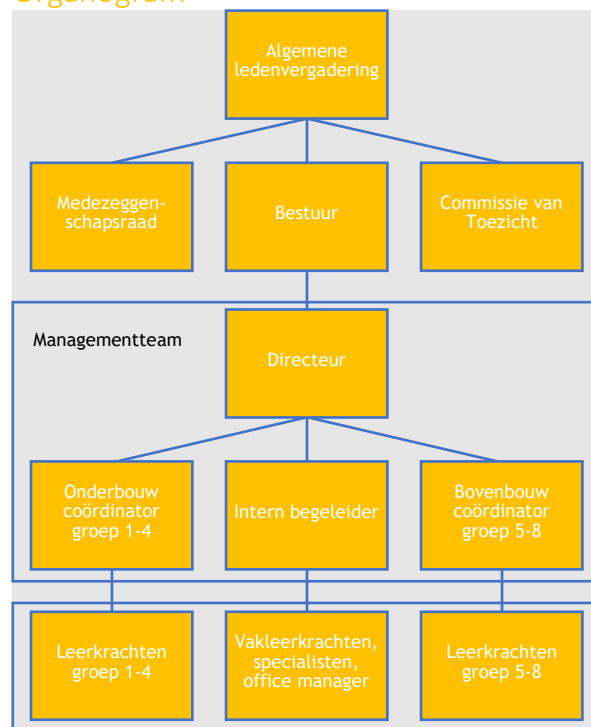 Organogram
Algemene
ledenvergadering
Medezeggen-
schapsraad
Bestuur
Commissie van
Toezicht
Managementteam
Directeur
Onderbouw
coördinator
groep 1-4
Intern begeleider
Bovenbouw
coördinator
groep 5-8
Leerkrachten
groep 1-4
Vakleerkrachten,
specialisten,
office manager
Leerkrachten
groep 5-8